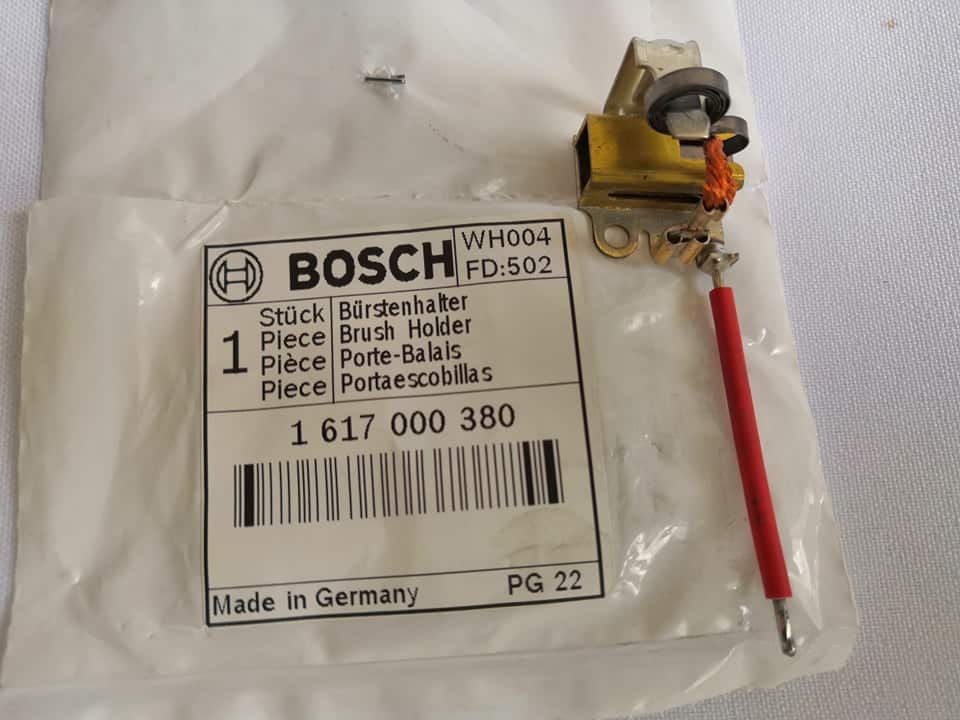 BOSCH
WH004
FD:502
1
Stück
Piece
Pièce
Piece
Bürstenhalter
Brush Holder
Porte-Balais
Portaescobillas
1 617 000 380
Made in Germany
PG 22